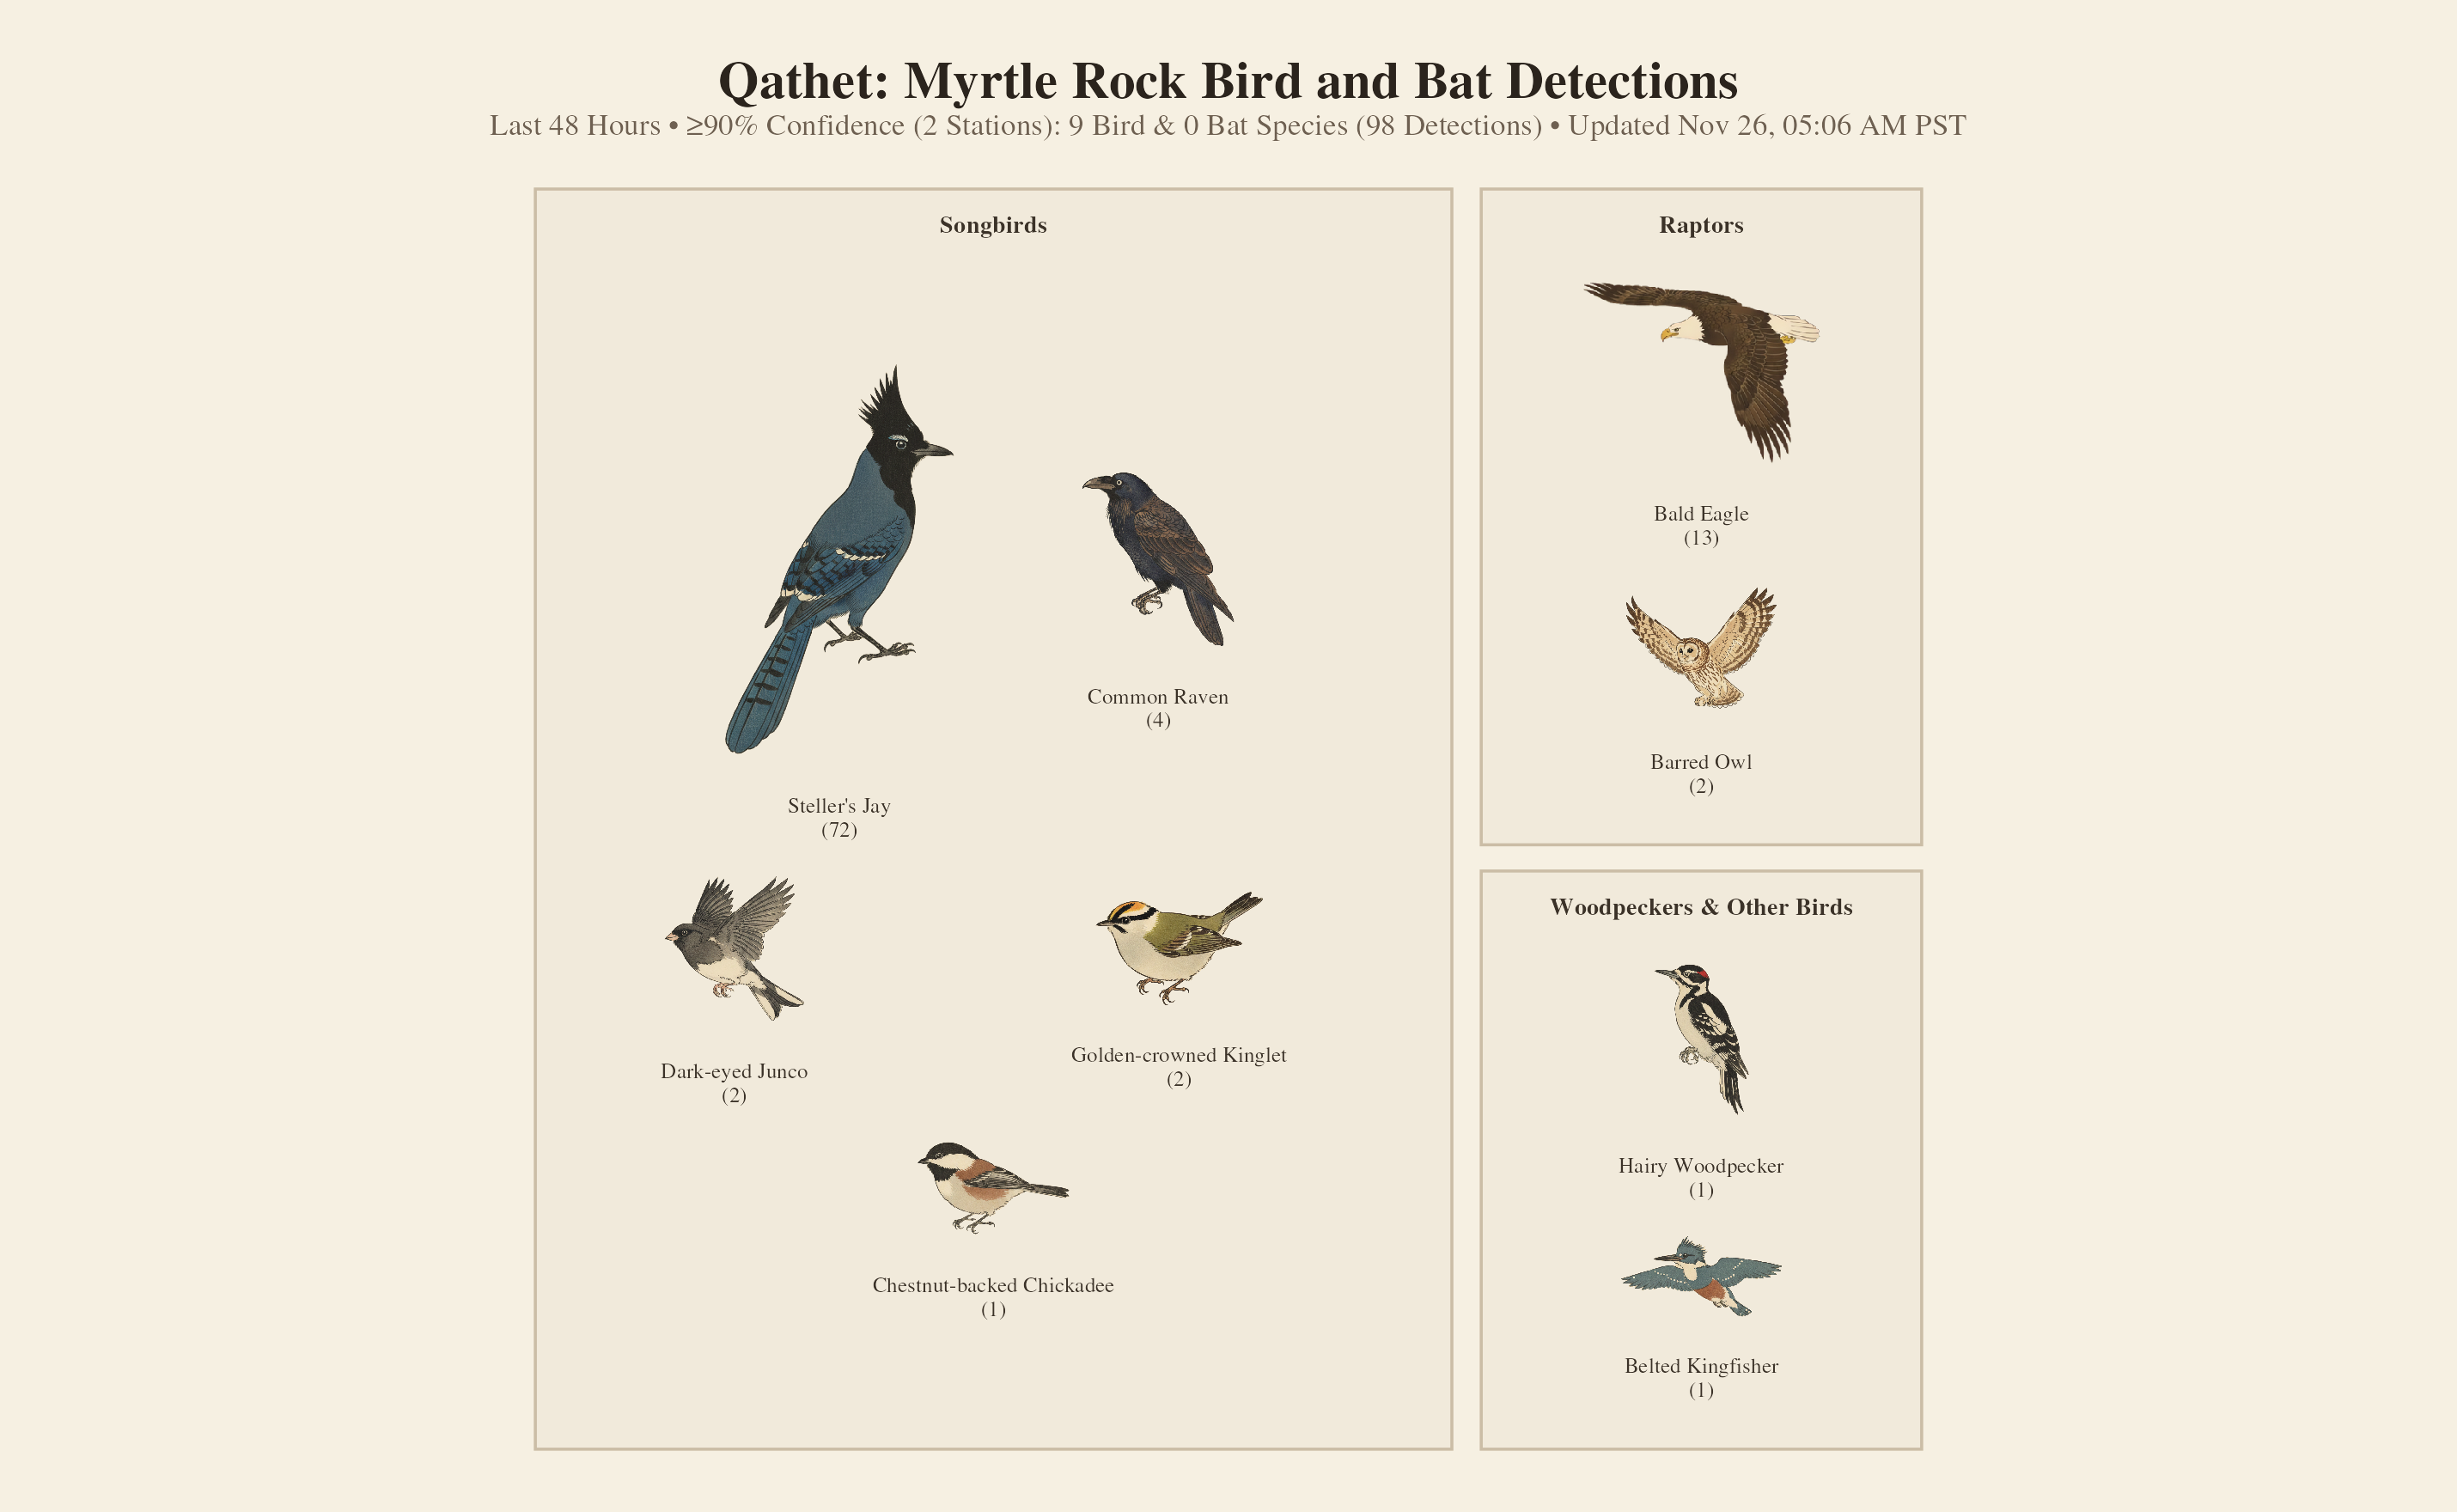 Qathet: Myrtle Rock Bird and Bat Detections
Last 48 Hours • ≥90% Confidence (2 Stations): 9 Bird & 0 Bat Species (98 Detections) • Updated Nov 26, 05:06 AM PST
Songbirds
Steller's Jay
(72)
Common Raven
(4)
Dark-eyed Junco
(2)
Golden-crowned Kinglet
(2)
Chestnut-backed Chickadee
(1)
Raptors
Bald Eagle
(13)
Barred Owl
(2)
Woodpeckers & Other Birds
Hairy Woodpecker
(1)
Belted Kingfisher
(1)